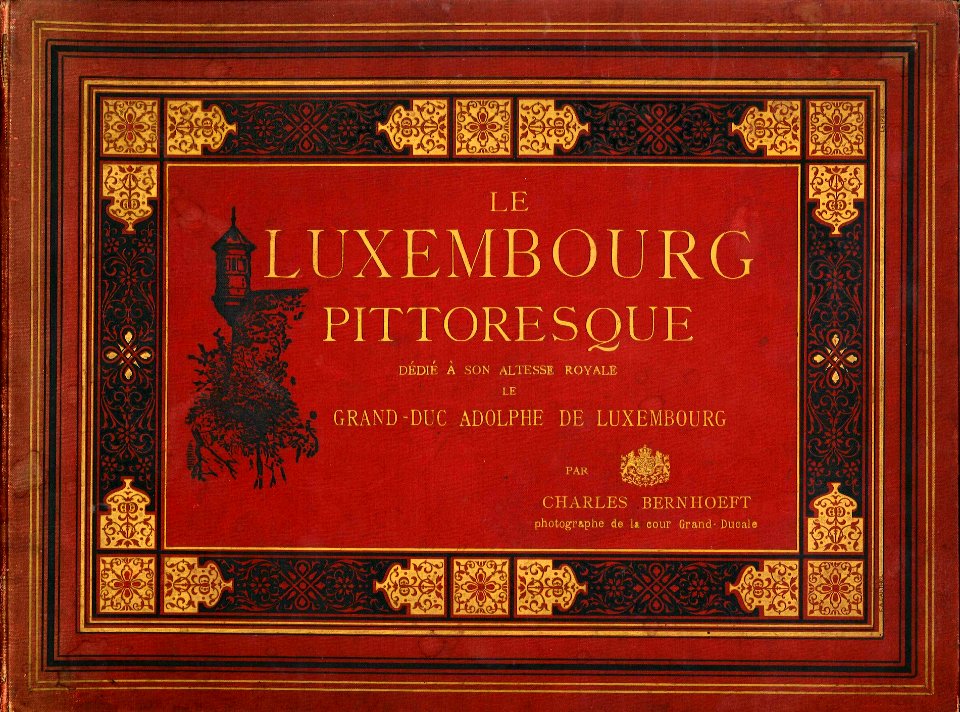 LE
LUXEMBOURG
PITTORESQUE
DÉDIÉ À SON ALTESSE ROYALE
LE
GRAND-DUC ADOLPHE DE LUXEMBOURG
PAR
CHARLES BERNHOEFT
photographe de la cour Grand-Ducale